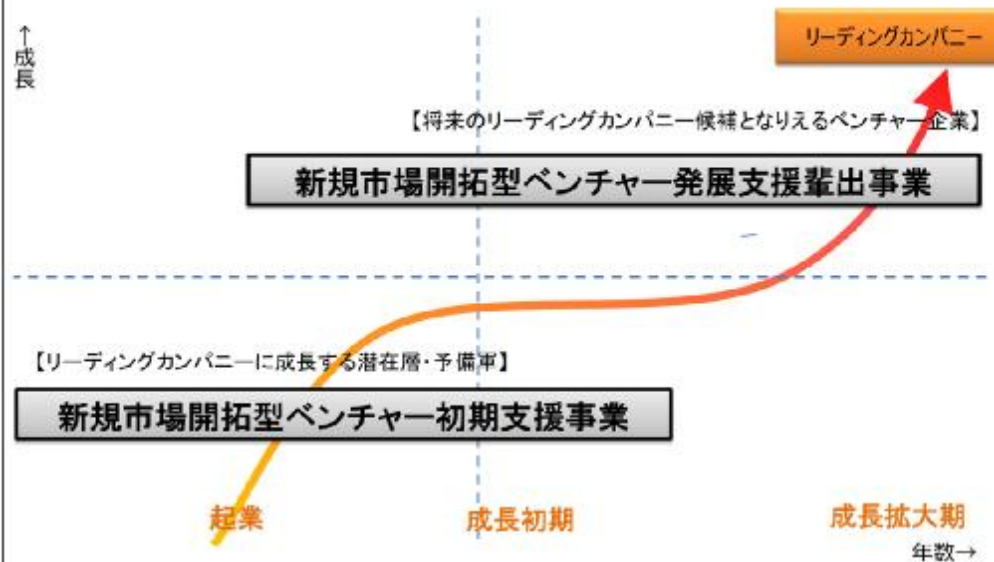 ↑成長
リーディングカンパニー
【将来のリーディングカンパニー候補となりえるベンチャー企業】
新規市場開拓型ベンチャー発展支援輩出事業
【リーディングカンパニーに成長する潜在層・予備軍】
新規市場開拓型ベンチャー初期支援事業
起業
成長初期
成長拡大期
年数→